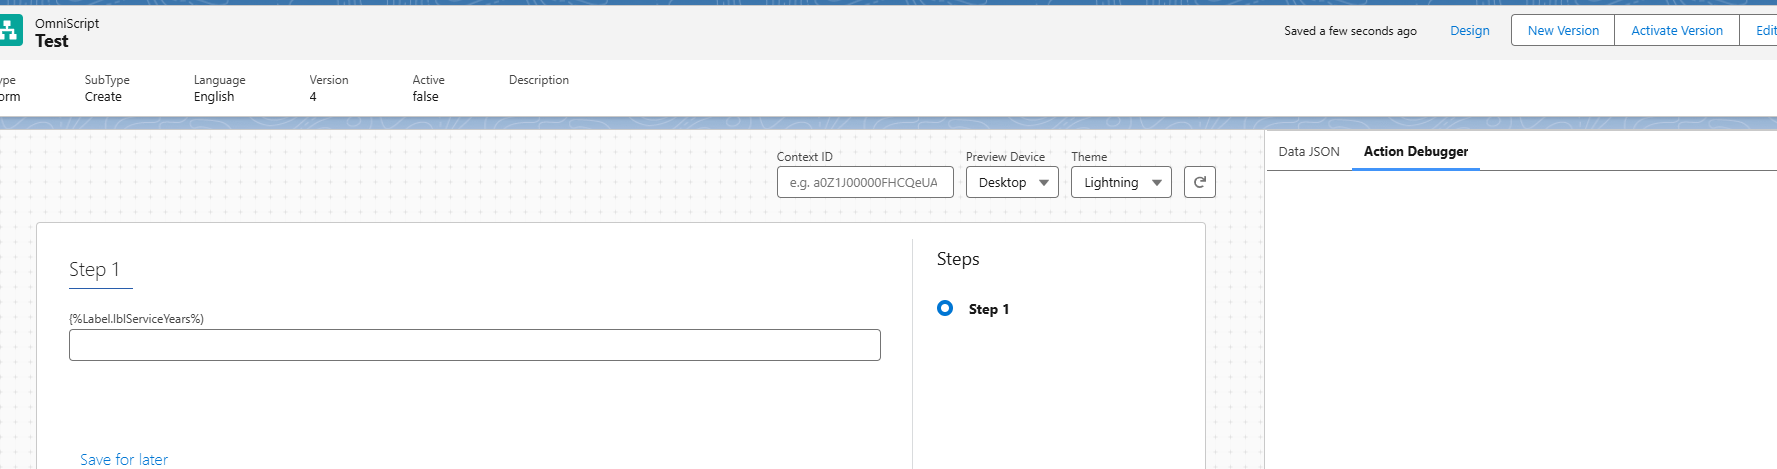 OmniScript
Test
Saved a few seconds ago
Design
New Version
Activate Version
Edit
ype
SubType
Language
Version
Active
Description
orm
Create
English
4
false
Context ID
Preview Device
Theme
e.g. a0Z1J00000FHCQeUA
Desktop
Lightning
Data JSON
Action Debugger
Step 1
{%Label.lblServiceYears%)
Save for later
Steps
Step 1